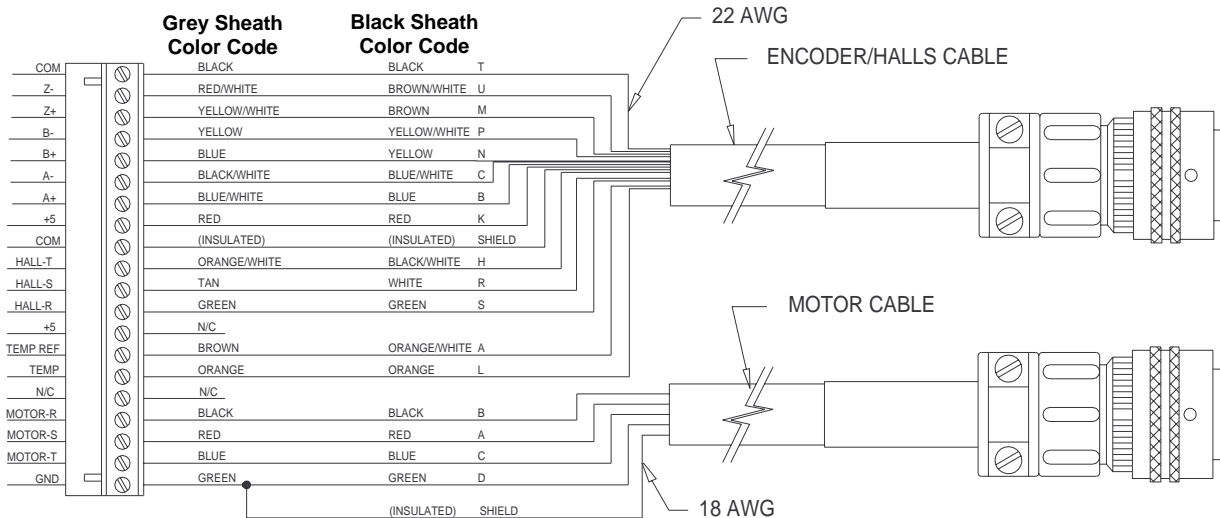 Grey Sheath Color Code
Black Sheath Color Code
22 AWG
ENCODER/HALLS CABLE
COM BLACK BLACK T
Z- RED/WHITE BROWN/WHITE U
Z+ YELLOW/WHITE BROWN M
B- YELLOW YELLOW/WHITE P
B+ BLUE YELLOW N
A- BLACK/WHITE BLUE/WHITE C
A+ BLUE/WHITE BLUE B
+5 RED RED K
COM (INSULATED) (INSULATED) SHIELD
HALL-T ORANGE/WHITE BLACK/WHITE H
HALL-S TAN WHITE R
HALL-R GREEN GREEN S
+5 N/C
TEMP REF BROWN ORANGE/WHITE A
TEMP ORANGE ORANGE L
N/C N/C
MOTOR-R BLACK BLACK B
MOTOR-S RED RED A
MOTOR-T BLUE BLUE C
GND GREEN GREEN D
(INSULATED) SHIELD
MOTOR CABLE
18 AWG